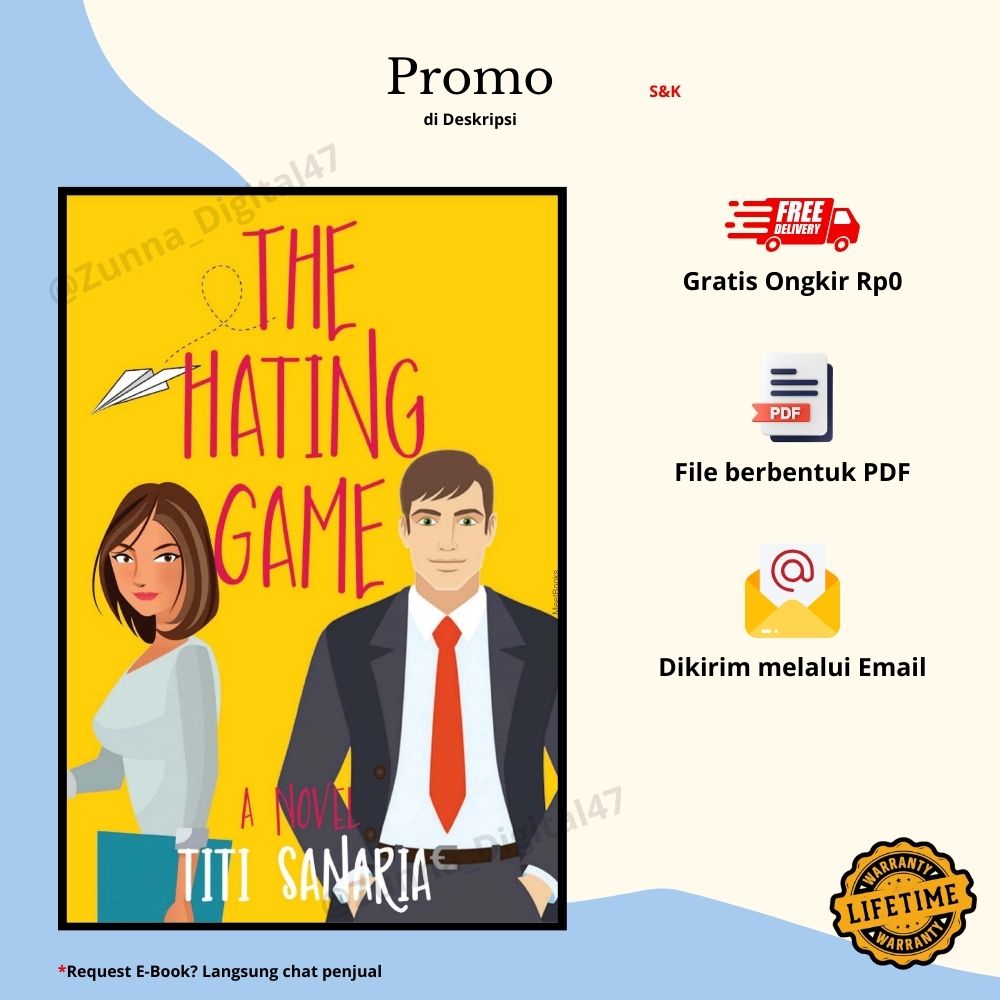 Promo
di Deskripsi
S&K
@Zunna_Digital47
THE
HATING
GAME
MeetBooks
A NOVEL
TITI SANARIA
FREE
DELIVERY
Gratis Ongkir Rp0
PDF
File berbentuk PDF
@
Dikirim melalui Email
WARRANTY
LIFETIME
WARRANTY
*Request E-Book? Langsung chat penjual